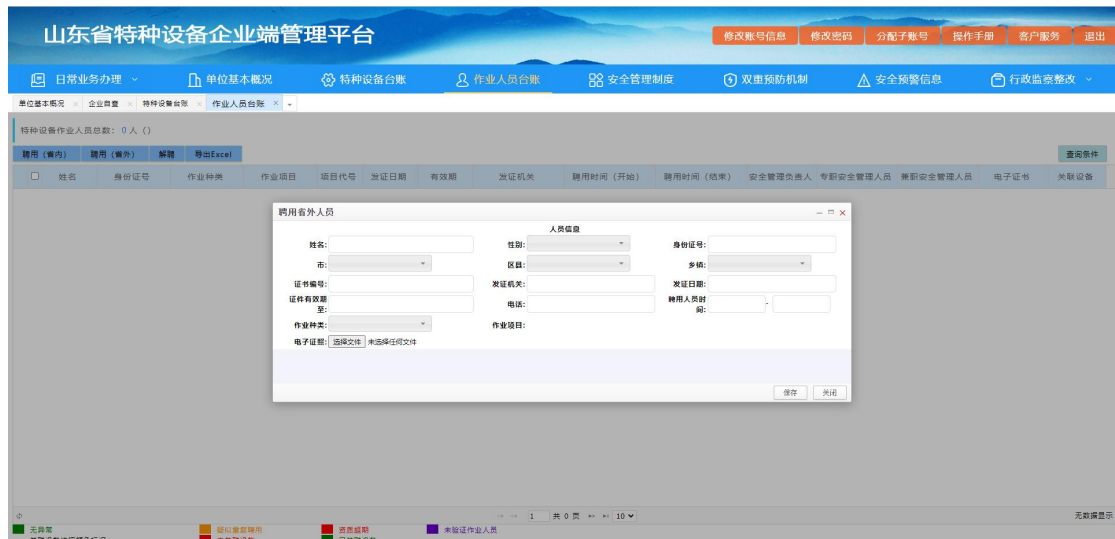 山东省特种设备企业端管理平台
修改账号信息 修改密码 分配子账号 操作手册 客户服务 退出
日常业务办理 单位基本概况 特种设备台账 作业人员台账 安全管理制度 双重预防机制 安全预警信息 行政监察整改
单位基本概况 × 企业自查 × 特种设备台账 × 作业人员台账 ×
特种设备作业人员总数: 0 人 ()
聘用 (省内) 聘用 (省外) 解聘 导出Excel 查询条件
姓名 身份证号 作业种类 作业项目 项目代号 发证日期 有效期 发证机关 聘用时间 (开始) 聘用时间 (结束) 安全管理负责人 专职安全管理人员 兼职安全管理人员 电子证书 关联设备
聘用省外人员
人员信息
姓名: 性别: 身份证号:
市: 区县: 乡镇:
证书编号: 发证机关: 发证日期:
证件有效期至: 电话: 聘用人员时间: -
作业种类: 作业项目:
电子证照: 选择文件 未选择任何文件
保存 关闭
1 共 0 页 10 无数据显示
无异常 疑似重复聘用 资质超期 未验证作业人员